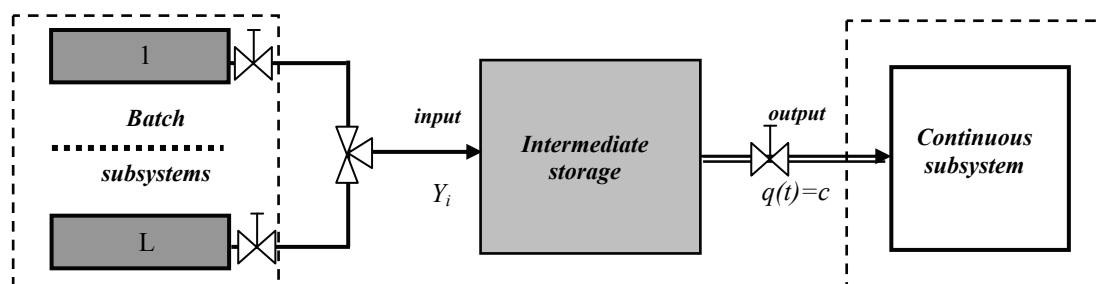 1
Batch
subsystems
L
input
Y_i
Intermediate
storage
output
q(t)=c
Continuous
subsystem